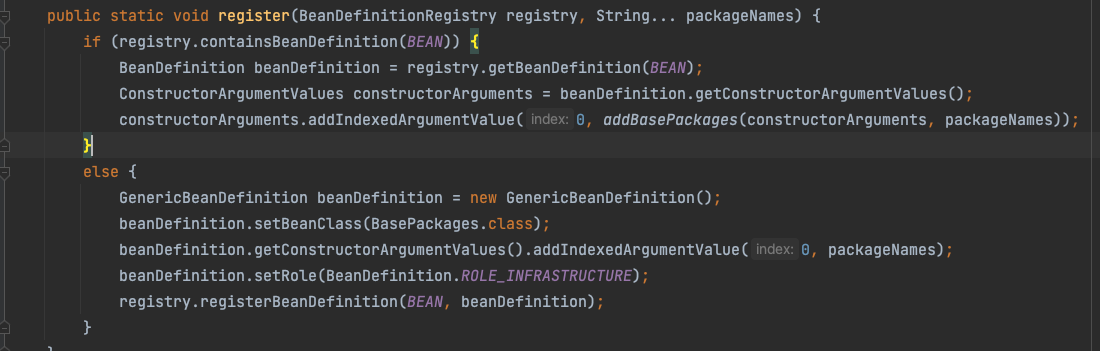 public static void register(BeanDefinitionRegistry registry, String... packageNames) {
if (registry.containsBeanDefinition(BEAN)) {
BeanDefinition beanDefinition = registry.getBeanDefinition(BEAN);
ConstructorArgumentValues constructorArguments = beanDefinition.getConstructorArgumentValues();
constructorArguments.addIndexedArgumentValue( index: 0, addBasePackages(constructorArguments, packageNames));
}
else {
GenericBeanDefinition beanDefinition = new GenericBeanDefinition();
beanDefinition.setBeanClass(BasePackages.class);
beanDefinition.getConstructorArgumentValues().addIndexedArgumentValue( index: 0, packageNames);
beanDefinition.setRole(BeanDefinition.ROLE_INFRASTRUCTURE);
registry.registerBeanDefinition(BEAN, beanDefinition);
}